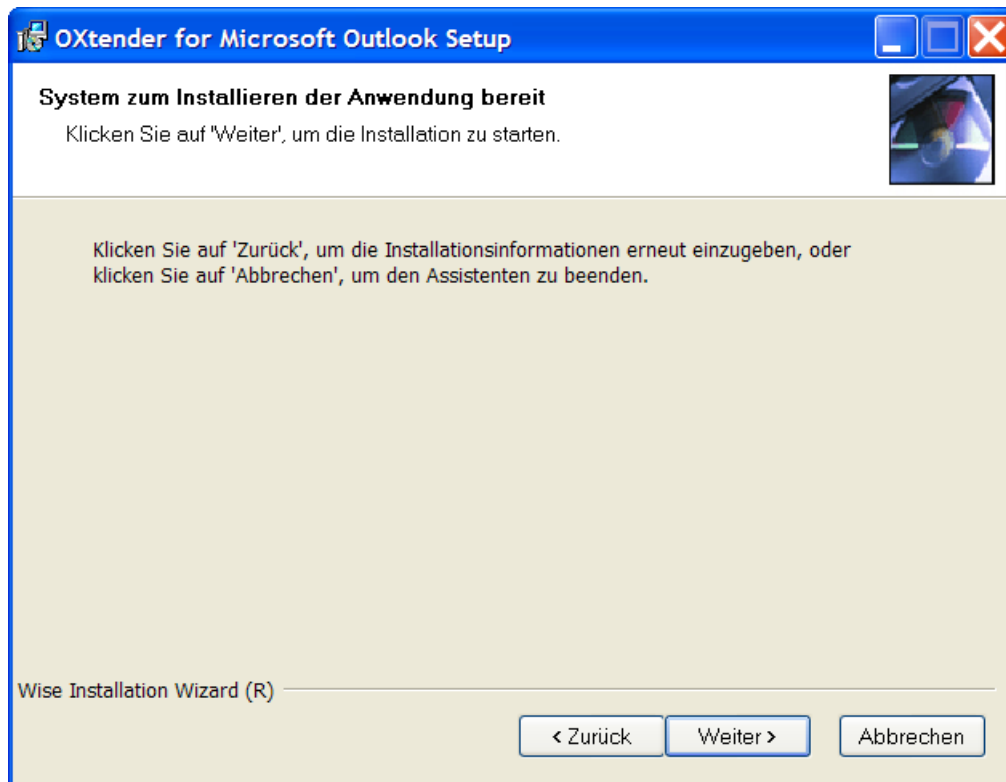 OXtender for Microsoft Outlook Setup
System zum Installieren der Anwendung bereit
Klicken Sie auf 'Weiter', um die Installation zu starten.
Klicken Sie auf 'Zurück', um die Installationsinformationen erneut einzugeben, oder
klicken Sie auf 'Abbrechen', um den Assistenten zu beenden.
Wise Installation Wizard (R)
< Zurück Weiter > Abbrechen